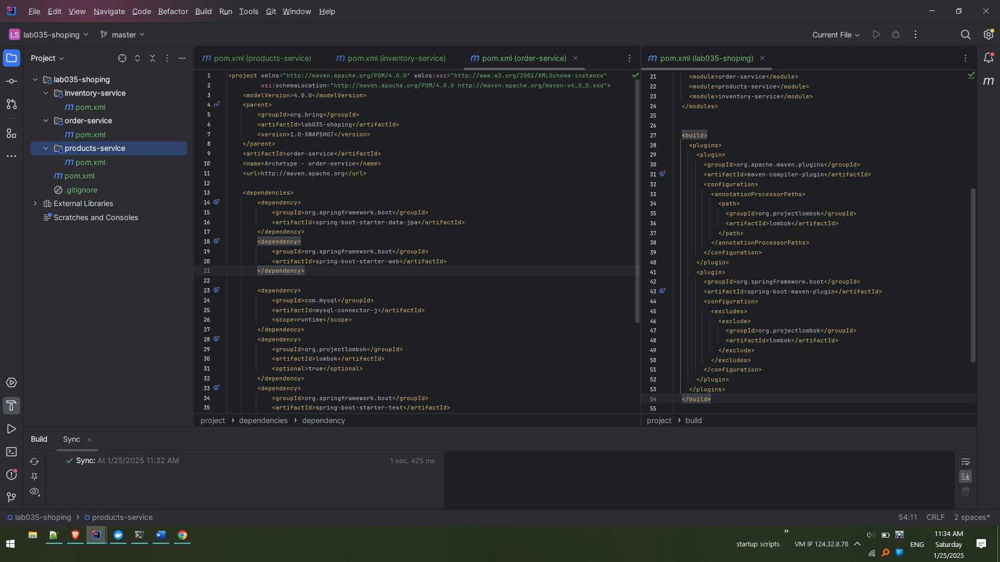 File Edit View Navigate Code Refactor Build Run Tools Git Window Help
LS lab035-shoping master Current File
Project
lab035-shoping
inventory-service
pom.xml
order-service
pom.xml
products-service
pom.xml
pom.xml
.gitignore
External Libraries
Scratches and Consoles
pom.xml (products-service) pom.xml (inventory-service) pom.xml (order-service)
1 <project xmlns="http://maven.apache.org/POM/4.0.0" xmlns:xsi="http://www.w3.org/2001/XMLSchema-instance"
2 xsi:schemaLocation="http://maven.apache.org/POM/4.0.0 http://maven.apache.org/maven-v4_0_0.xsd">
3 <modelVersion>4.0.0</modelVersion>
4 <parent>
5 <groupId>org.bring</groupId>
6 <artifactId>lab035-shoping</artifactId>
7 <version>1.0-SNAPSHOT</version>
8 </parent>
9 <artifactId>order-service</artifactId>
10 <name>Archetype - order-service</name>
11 <url>http://maven.apache.org</url>
12
13 <dependencies>
14 <dependency>
15 <groupId>org.springframework.boot</groupId>
16 <artifactId>spring-boot-starter-data-jpa</artifactId>
17 </dependency>
18 <dependency>
19 <groupId>org.springframework.boot</groupId>
20 <artifactId>spring-boot-starter-web</artifactId>
21 </dependency>
22
23 <dependency>
24 <groupId>com.mysql</groupId>
25 <artifactId>mysql-connector-j</artifactId>
26 <scope>runtime</scope>
27 </dependency>
28 <dependency>
29 <groupId>org.projectlombok</groupId>
30 <artifactId>lombok</artifactId>
31 <optional>true</optional>
32 </dependency>
33 <dependency>
34 <groupId>org.springframework.boot</groupId>
35 <artifactId>spring-boot-starter-test</artifactId>
project › dependencies › dependency
pom.xml (lab035-shoping)
21 <module>order-service</module>
22 <module>products-service</module>
23 <module>inventory-service</module>
24 </modules>
25
26
27 <build>
28 <plugins>
29 <plugin>
30 <groupId>org.apache.maven.plugins</groupId>
31 <artifactId>maven-compiler-plugin</artifactId>
32 <configuration>
33 <annotationProcessorPaths>
34 <path>
35 <groupId>org.projectlombok</groupId>
36 <artifactId>lombok</artifactId>
37 </path>
38 </annotationProcessorPaths>
39 </configuration>
40 </plugin>
41 <plugin>
42 <groupId>org.springframework.boot</groupId>
43 <artifactId>spring-boot-maven-plugin</artifactId>
44 <configuration>
45 <excludes>
46 <exclude>
47 <groupId>org.projectlombok</groupId>
48 <artifactId>lombok</artifactId>
49 </exclude>
50 </excludes>
51 </configuration>
52 </plugin>
53 </plugins>
54 </build>
55
project › build
Build Sync
Sync: At 1/25/2025 11:32 AM 1 sec, 425 ms
lab035-shoping > products-service 54:11 CRLF 2 spaces*
startup scripts VM IP 124.32.8.78 ENG
11:34 AM
Saturday
1/25/2025